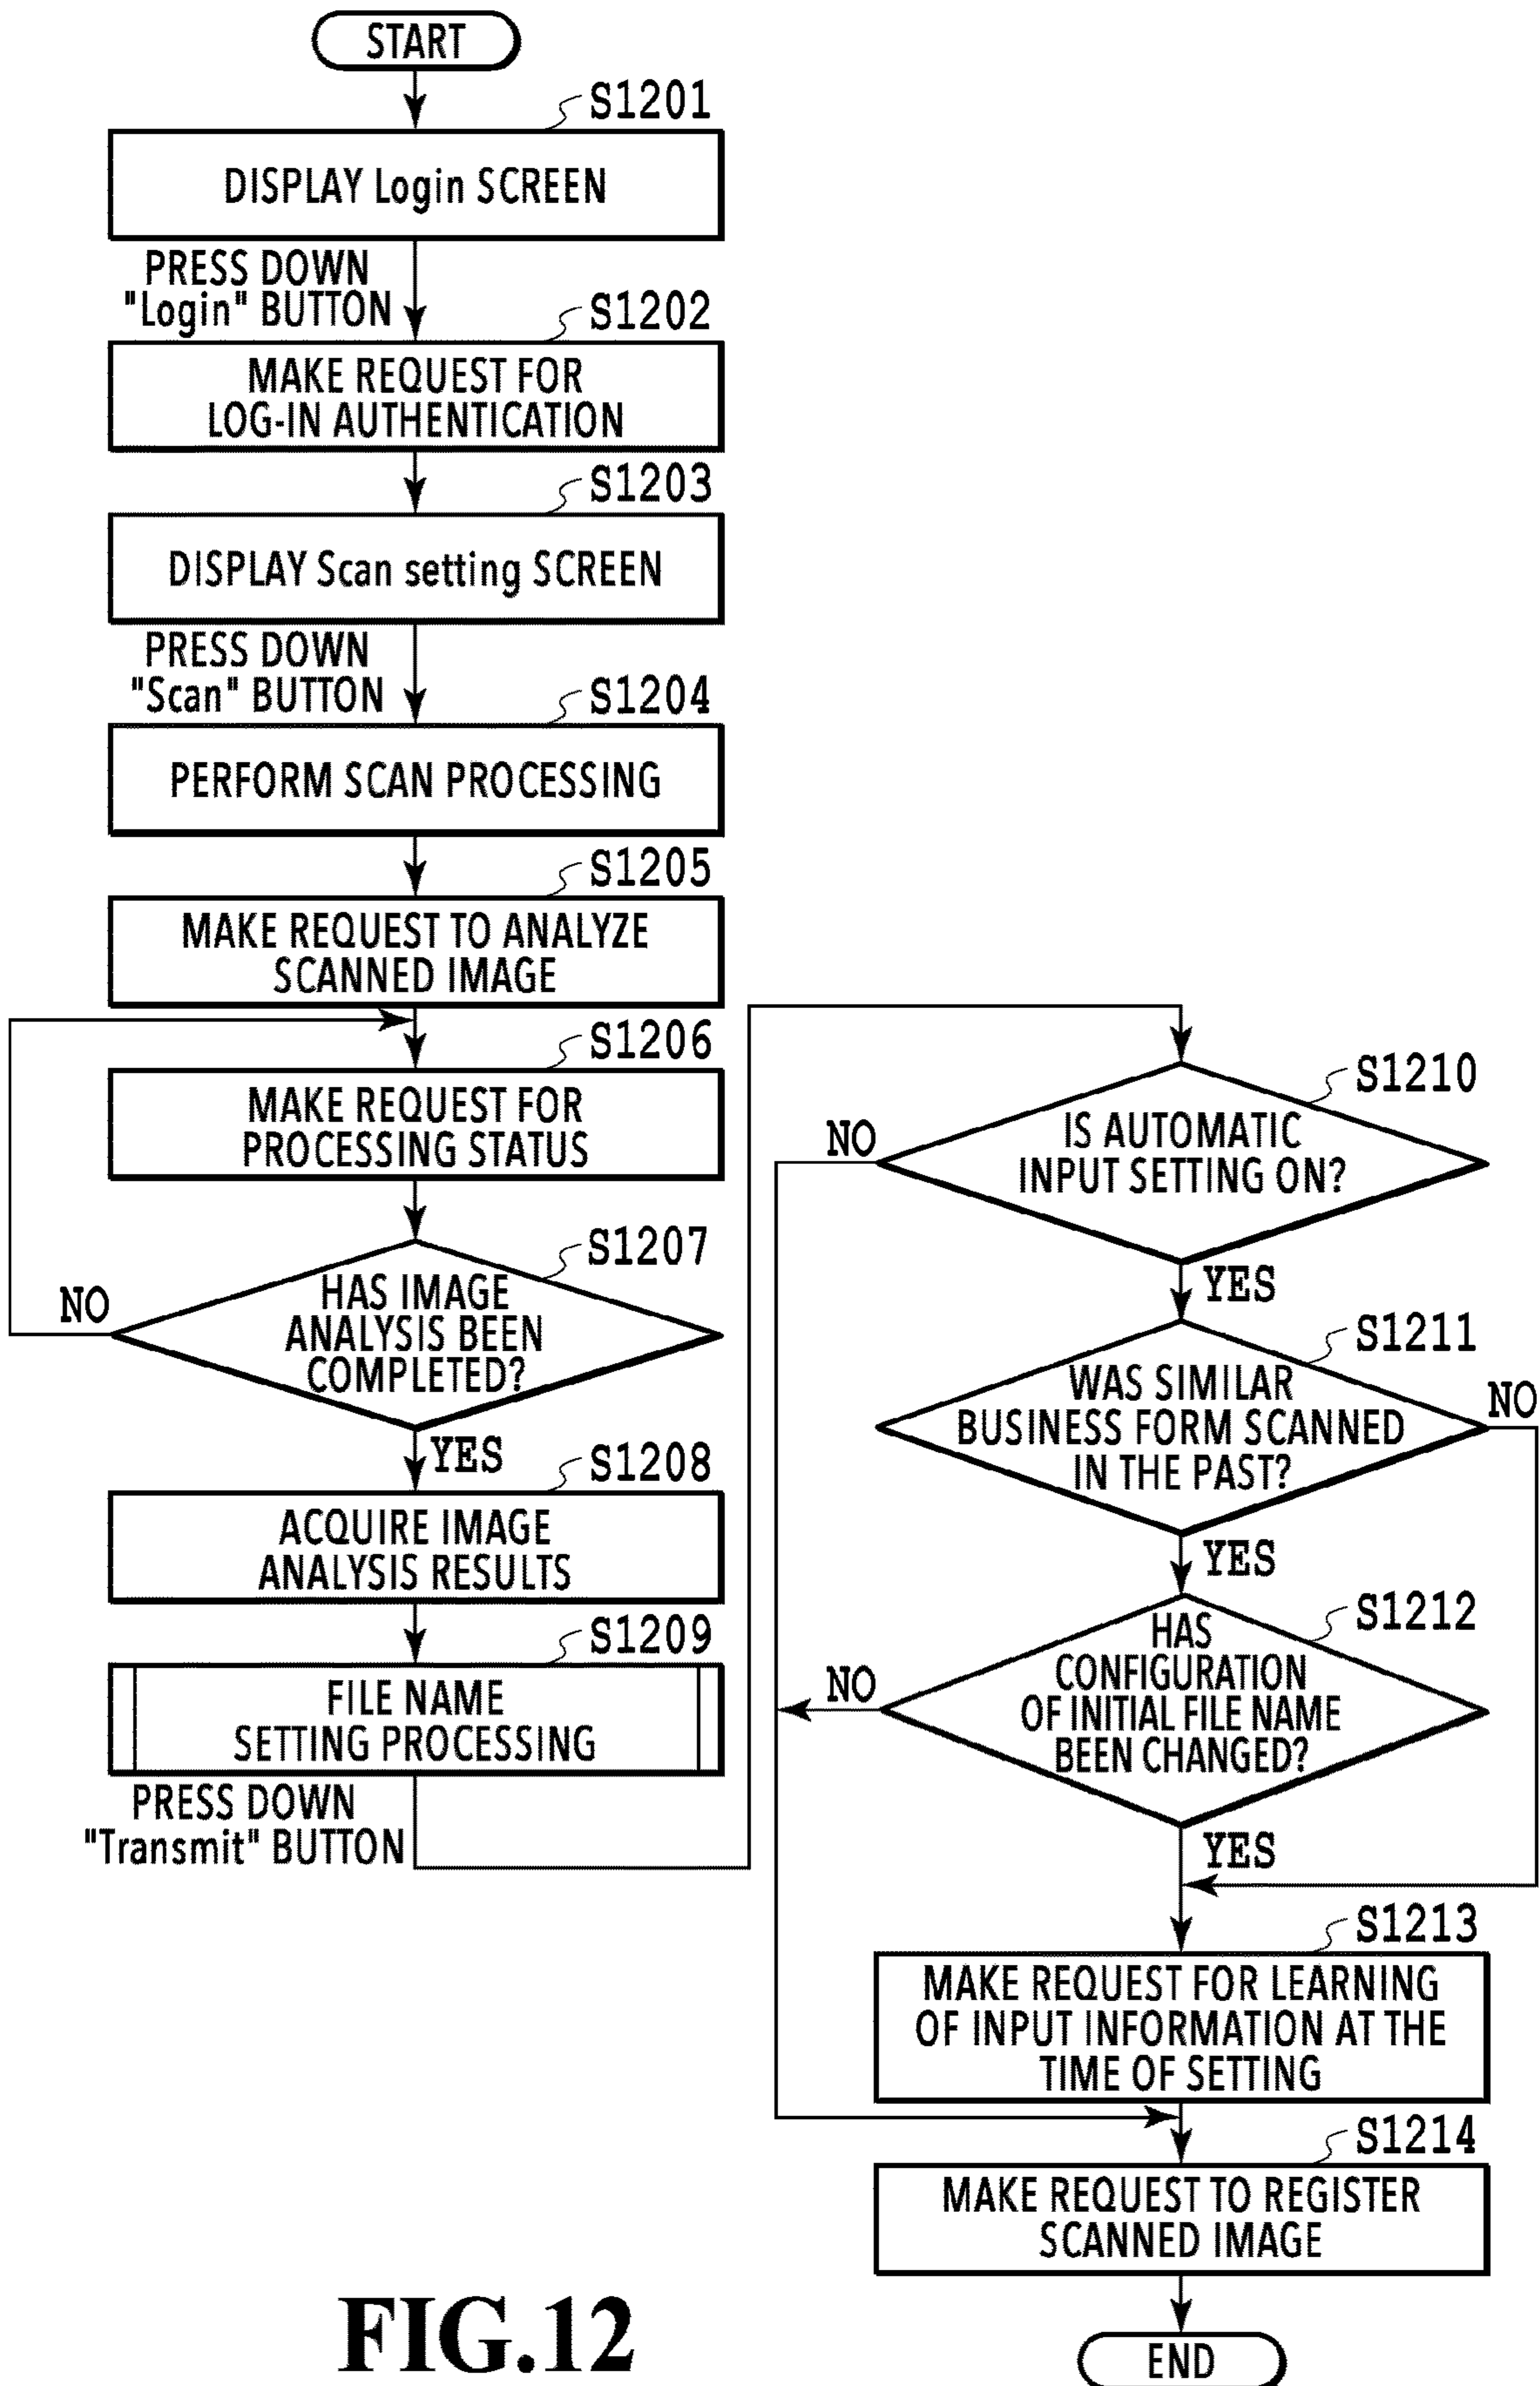 START
S1201
DISPLAY Login SCREEN
PRESS DOWN
"Login" BUTTON
S1202
MAKE REQUEST FOR
LOG-IN AUTHENTICATION
S1203
DISPLAY Scan setting SCREEN
PRESS DOWN
"Scan" BUTTON
S1204
PERFORM SCAN PROCESSING
S1205
MAKE REQUEST TO ANALYZE
SCANNED IMAGE
S1206
MAKE REQUEST FOR
PROCESSING STATUS
S1207
HAS IMAGE
ANALYSIS BEEN
COMPLETED?
NO
YES
S1208
ACQUIRE IMAGE
ANALYSIS RESULTS
S1209
FILE NAME
SETTING PROCESSING
PRESS DOWN
"Transmit" BUTTON
S1210
IS AUTOMATIC
INPUT SETTING ON?
NO
YES
S1211
WAS SIMILAR
BUSINESS FORM SCANNED
IN THE PAST?
NO
YES
S1212
HAS
CONFIGURATION
OF INITIAL FILE NAME
BEEN CHANGED?
NO
YES
S1213
MAKE REQUEST FOR LEARNING
OF INPUT INFORMATION AT THE
TIME OF SETTING
S1214
MAKE REQUEST TO REGISTER
SCANNED IMAGE
END
FIG.12